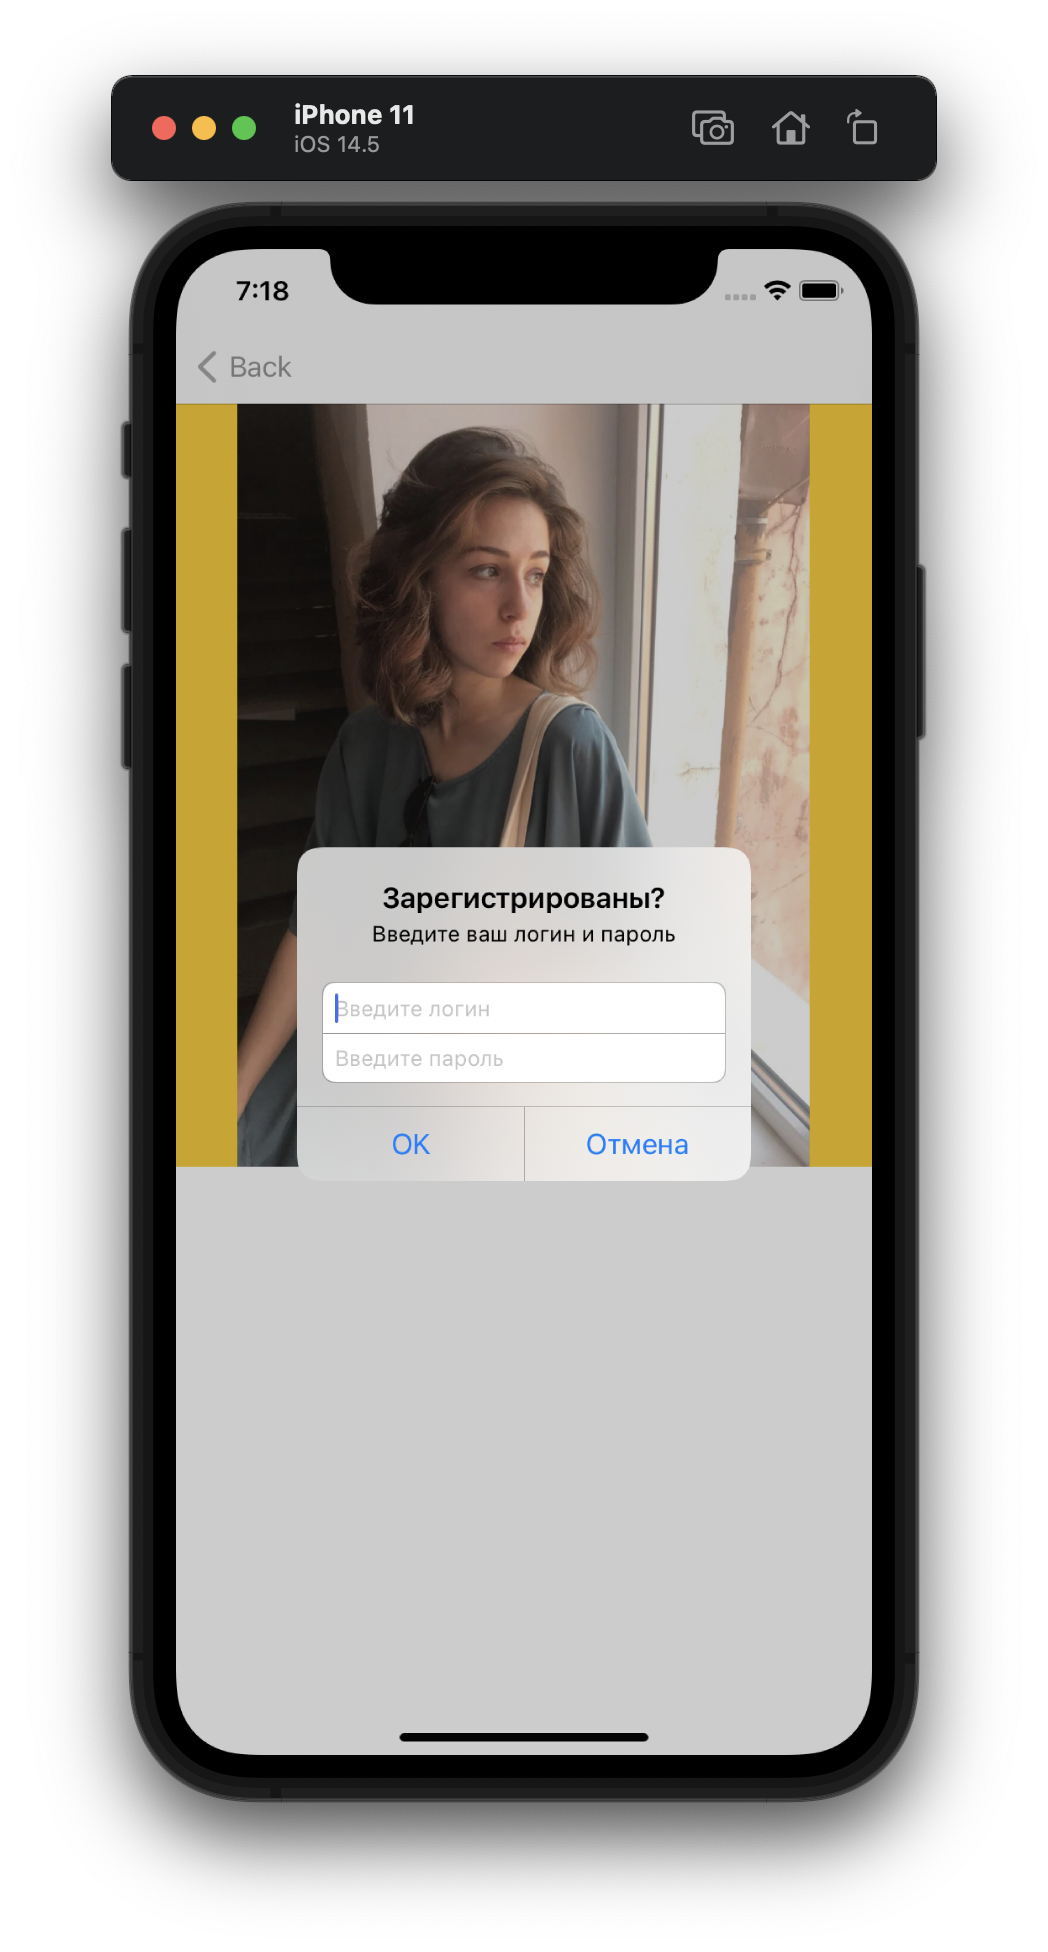 iPhone 11
iOS 14.5
7:18
Back
Зарегистрированы?
Введите ваш логин и пароль
Введите логин
Введите пароль
OK
Отмена